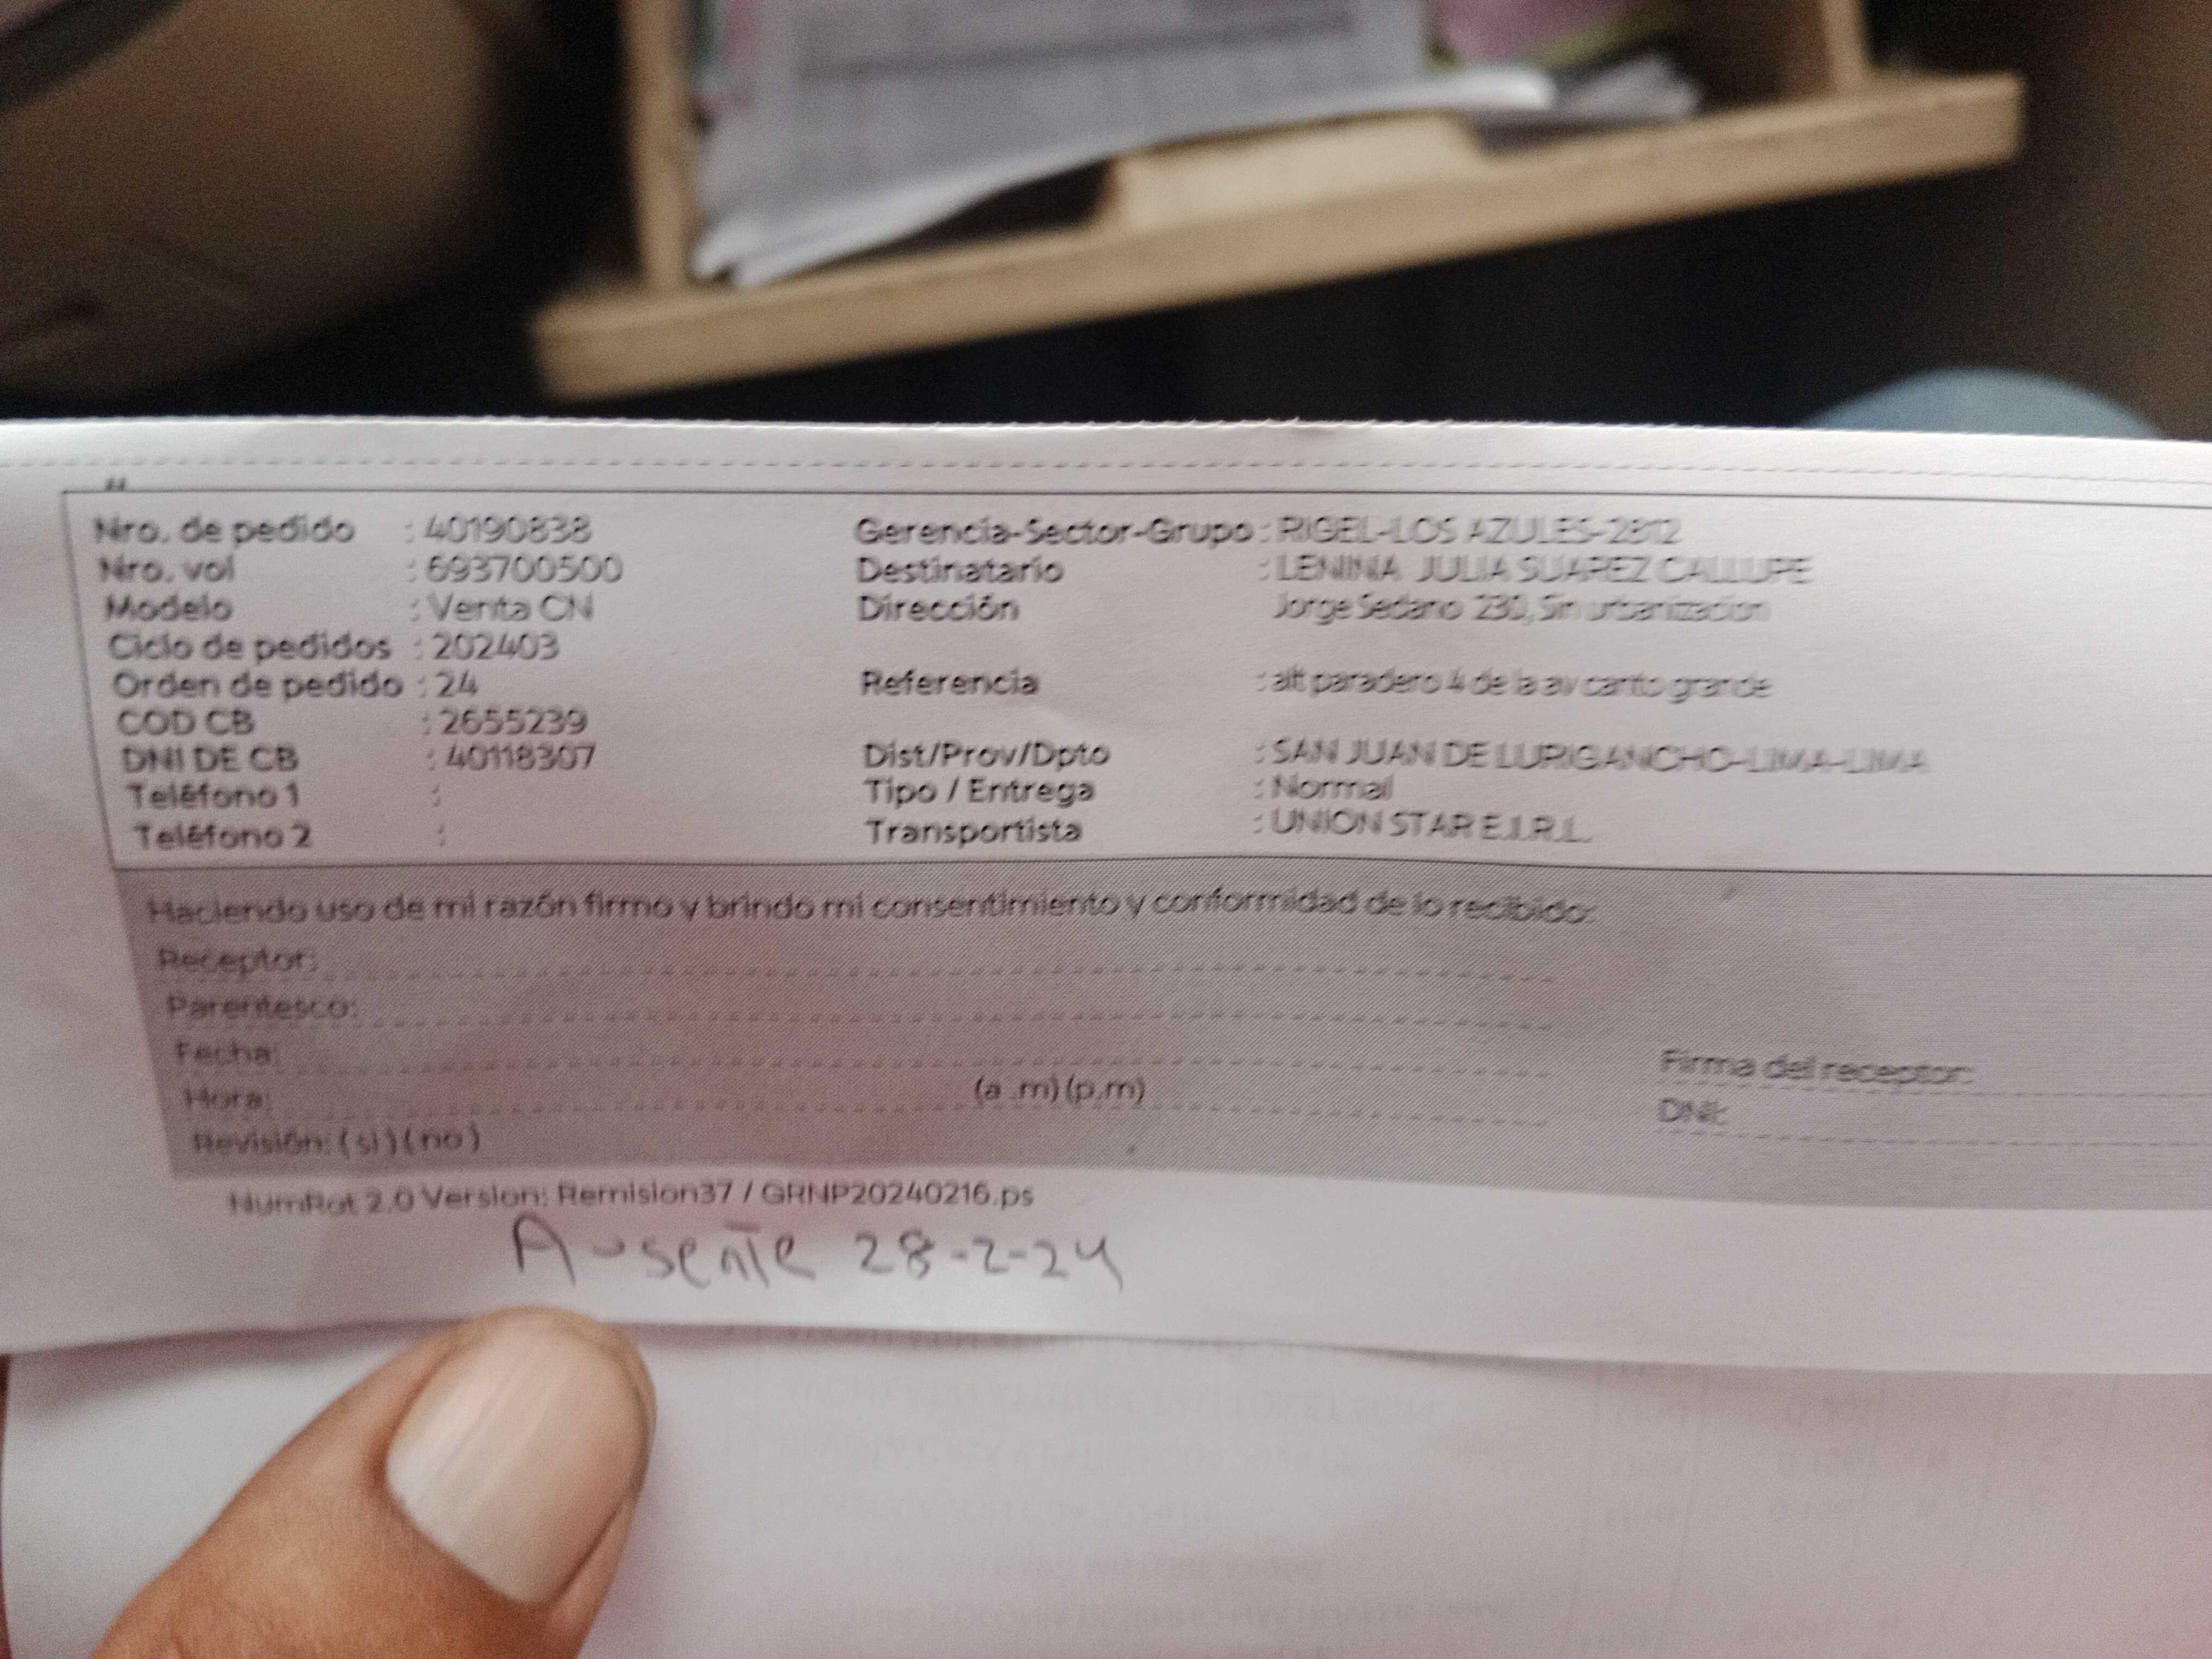 Nro. de pedido : 40190838
Nro. vol : 693700500
Modelo : Venta CN
Ciclo de pedidos : 202403
Orden de pedido : 24
COD CB : 2655239
DNI DE CB : 40118307
Teléfono 1 :
Teléfono 2 :
Gerencia-Sector-Grupo : RIGEL-LOS AZULES-2812
Destinatario : LENINA JULIA SUAREZ CALLUPE
Dirección Jorge Sedano 230, Sin urbanizacion
Referencia : alt paradero 4 de la av canto grande
Dist/Prov/Dpto : SAN JUAN DE LURIGANCHO-LIMA-LIMA
Tipo / Entrega : Normal
Transportista : UNION STAR E.I.R.L.
Haciendo uso de mi razón firmo y brindo mi consentimiento y conformidad de lo recibido:
Receptor:
Parentesco:
Fecha:
Hora: (a .m) (p.m)
Revisión: ( si ) ( no )
Firma del receptor:
DNI:
NumRot 2.0 Version: Remision37 / GRNP20240216.ps
Ausente 28-2-24